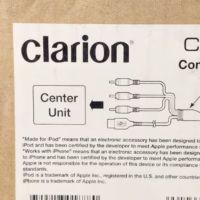 clarion
C
Con
Center
Unit
"Made for iPod" means that an electronic accessory has been designed to
iPod and has been certified by the developer to meet Apple performance
"Works with iPhone" means that an electronic accessory has been designed
to iPhone and has been certified by the developer to meet Apple performance
Apple is not responsible for the operation of this device or its compliance
standards.
iPod is a trademark of Apple Inc., registered in the U.S. and other countries
iPhone is a trademark of Apple Inc.